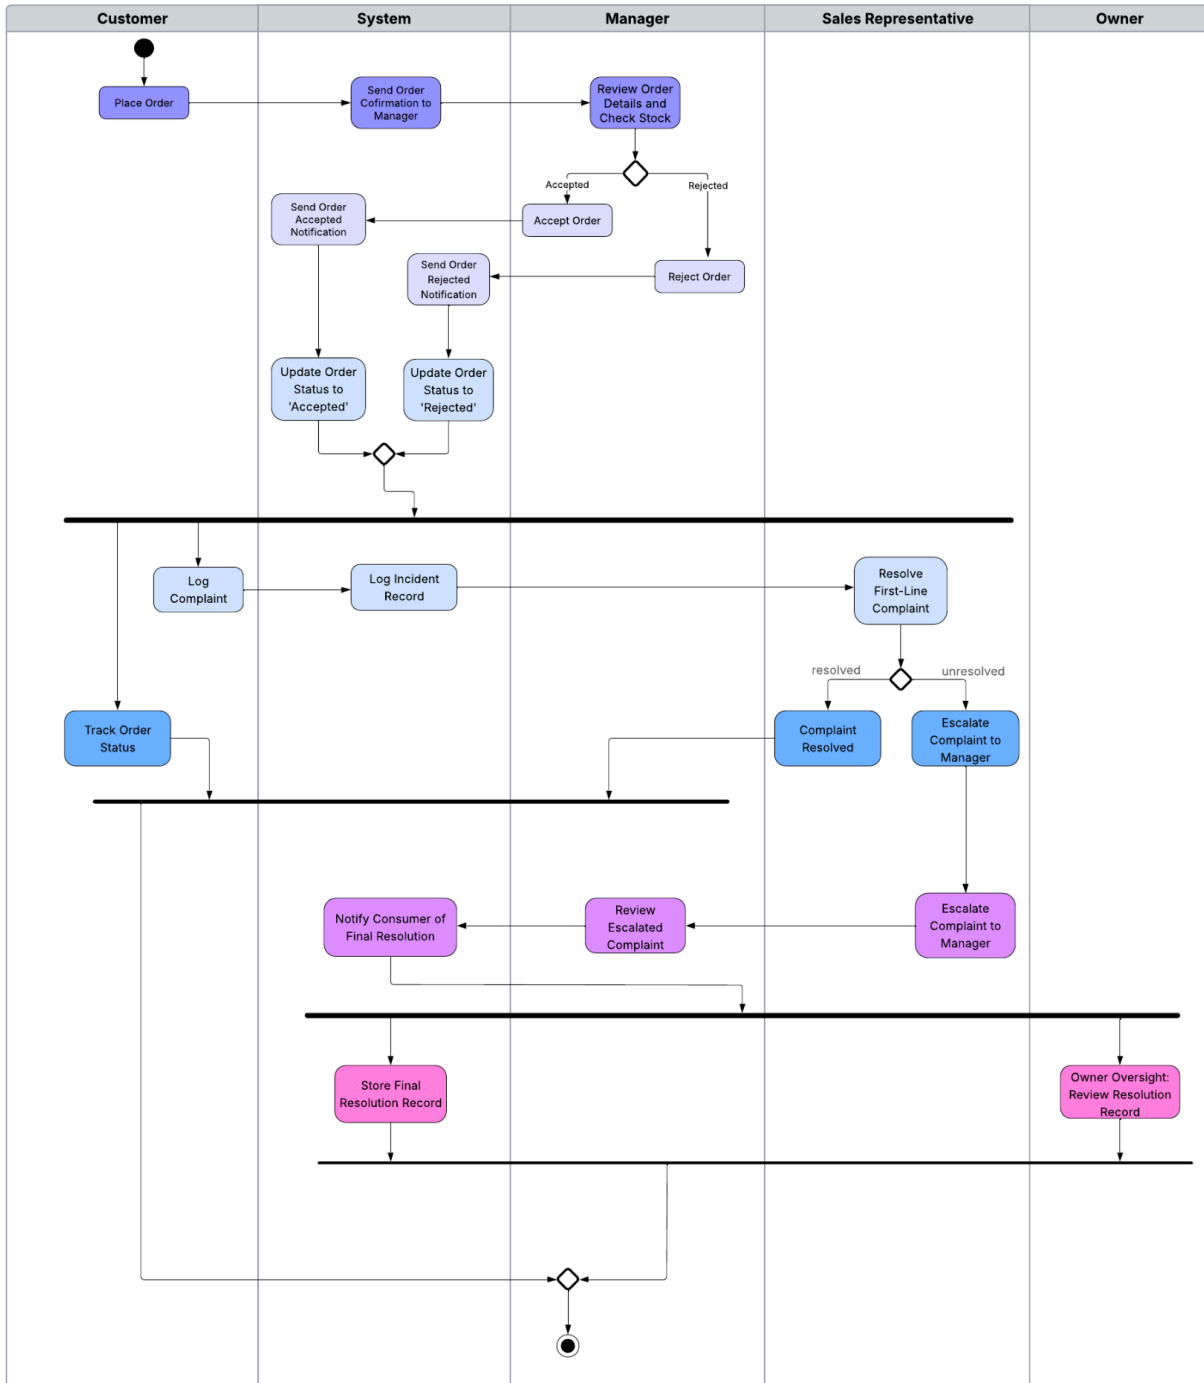 Customer
System
Manager
Sales Representative
Owner
Place Order
Send Order
Cofirmation to
Manager
Review Order
Details and
Check Stock
Accepted
Rejected
Send Order
Accepted
Notification
Accept Order
Send Order
Rejected
Notification
Reject Order
Update Order
Status to
'Accepted'
Update Order
Status to
'Rejected'
Log
Complaint
Log Incident
Record
Resolve
First-Line
Complaint
resolved
unresolved
Track Order
Status
Complaint
Resolved
Escalate
Complaint to
Manager
Notify Consumer of
Final Resolution
Review
Escalated
Complaint
Escalate
Complaint to
Manager
Store Final
Resolution Record
Owner Oversight:
Review Resolution
Record